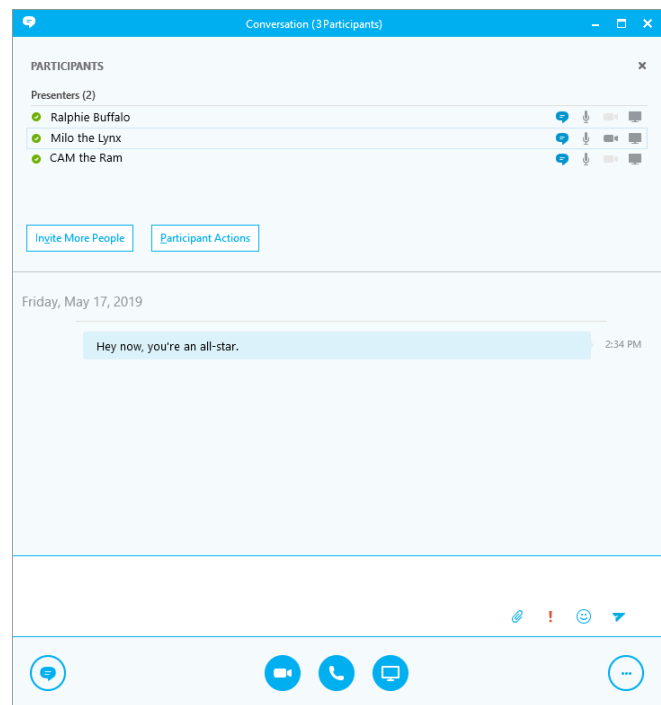 Conversation (3 Participants)
PARTICIPANTS
Presenters (2)
Ralphie Buffalo
Milo the Lynx
CAM the Ram
Invite More People
Participant Actions
Friday, May 17, 2019
Hey now, you're an all-star.
2:34 PM